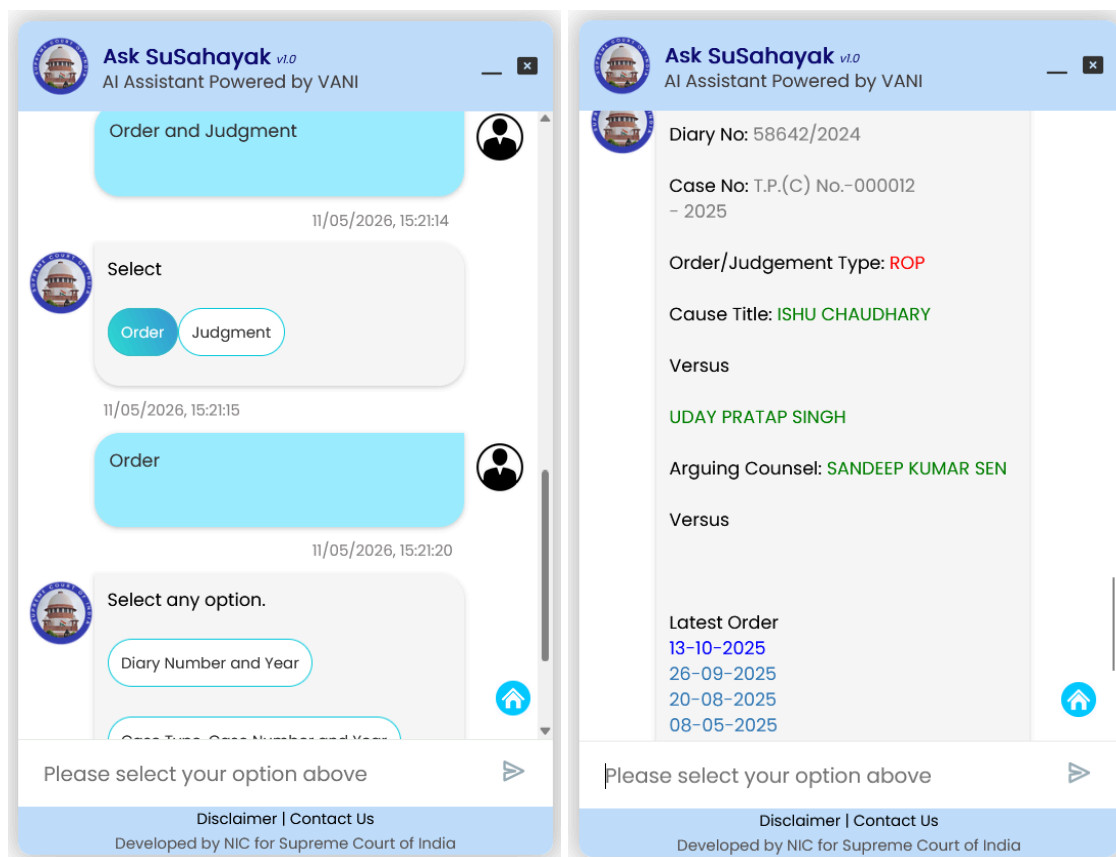 Ask SuSahayak v1.0
AI Assistant Powered by VANI
Order and Judgment
11/05/2026, 15:21:14
Select
Order
Judgment
11/05/2026, 15:21:15
Order
11/05/2026, 15:21:20
Select any option.
Diary Number and Year
Case Type, Case Number and Year
Please select your option above
Disclaimer | Contact Us
Developed by NIC for Supreme Court of India
Ask SuSahayak v1.0
AI Assistant Powered by VANI
Diary No: 58642/2024
Case No: T.P.(C) No.-000012
- 2025
Order/Judgement Type: ROP
Cause Title: ISHU CHAUDHARY
Versus
UDAY PRATAP SINGH
Arguing Counsel: SANDEEP KUMAR SEN
Versus
Latest Order
13-10-2025
26-09-2025
20-08-2025
08-05-2025
Please select your option above
Disclaimer | Contact Us
Developed by NIC for Supreme Court of India